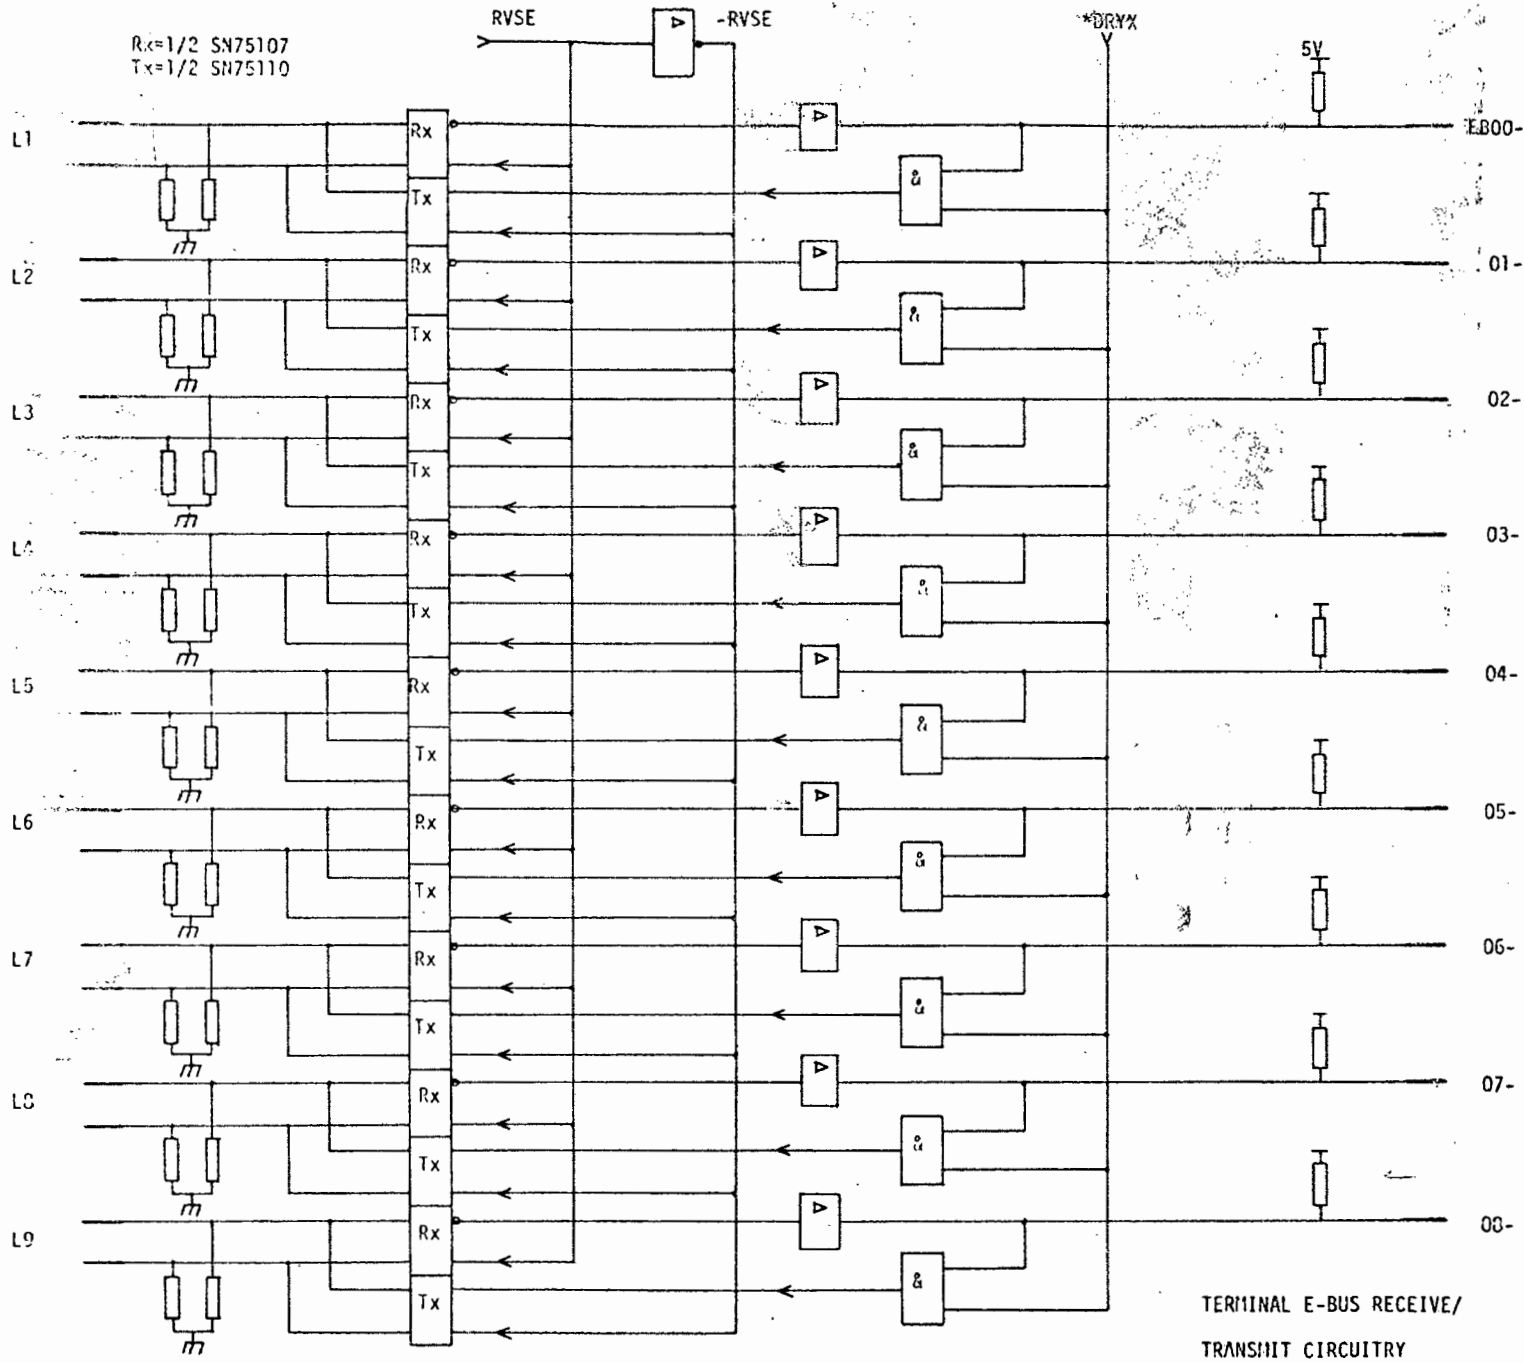 RVSE
-RVSE
*DRYX
Rx=1/2 SN75107
Tx=1/2 SN75110
5V
L1
Rx
Δ
EB00-
&
Tx
L2
Rx
Δ
01-
&
Tx
L3
Rx
Δ
02-
&
Tx
L4
Rx
Δ
03-
&
Tx
L5
Rx
Δ
04-
&
Tx
L6
Rx
Δ
05-
&
Tx
L7
Rx
Δ
06-
&
Tx
L8
Rx
Δ
07-
&
Tx
L9
Rx
Δ
08-
&
Tx
TERMINAL E-BUS RECEIVE/
TRANSMIT CIRCUITRY